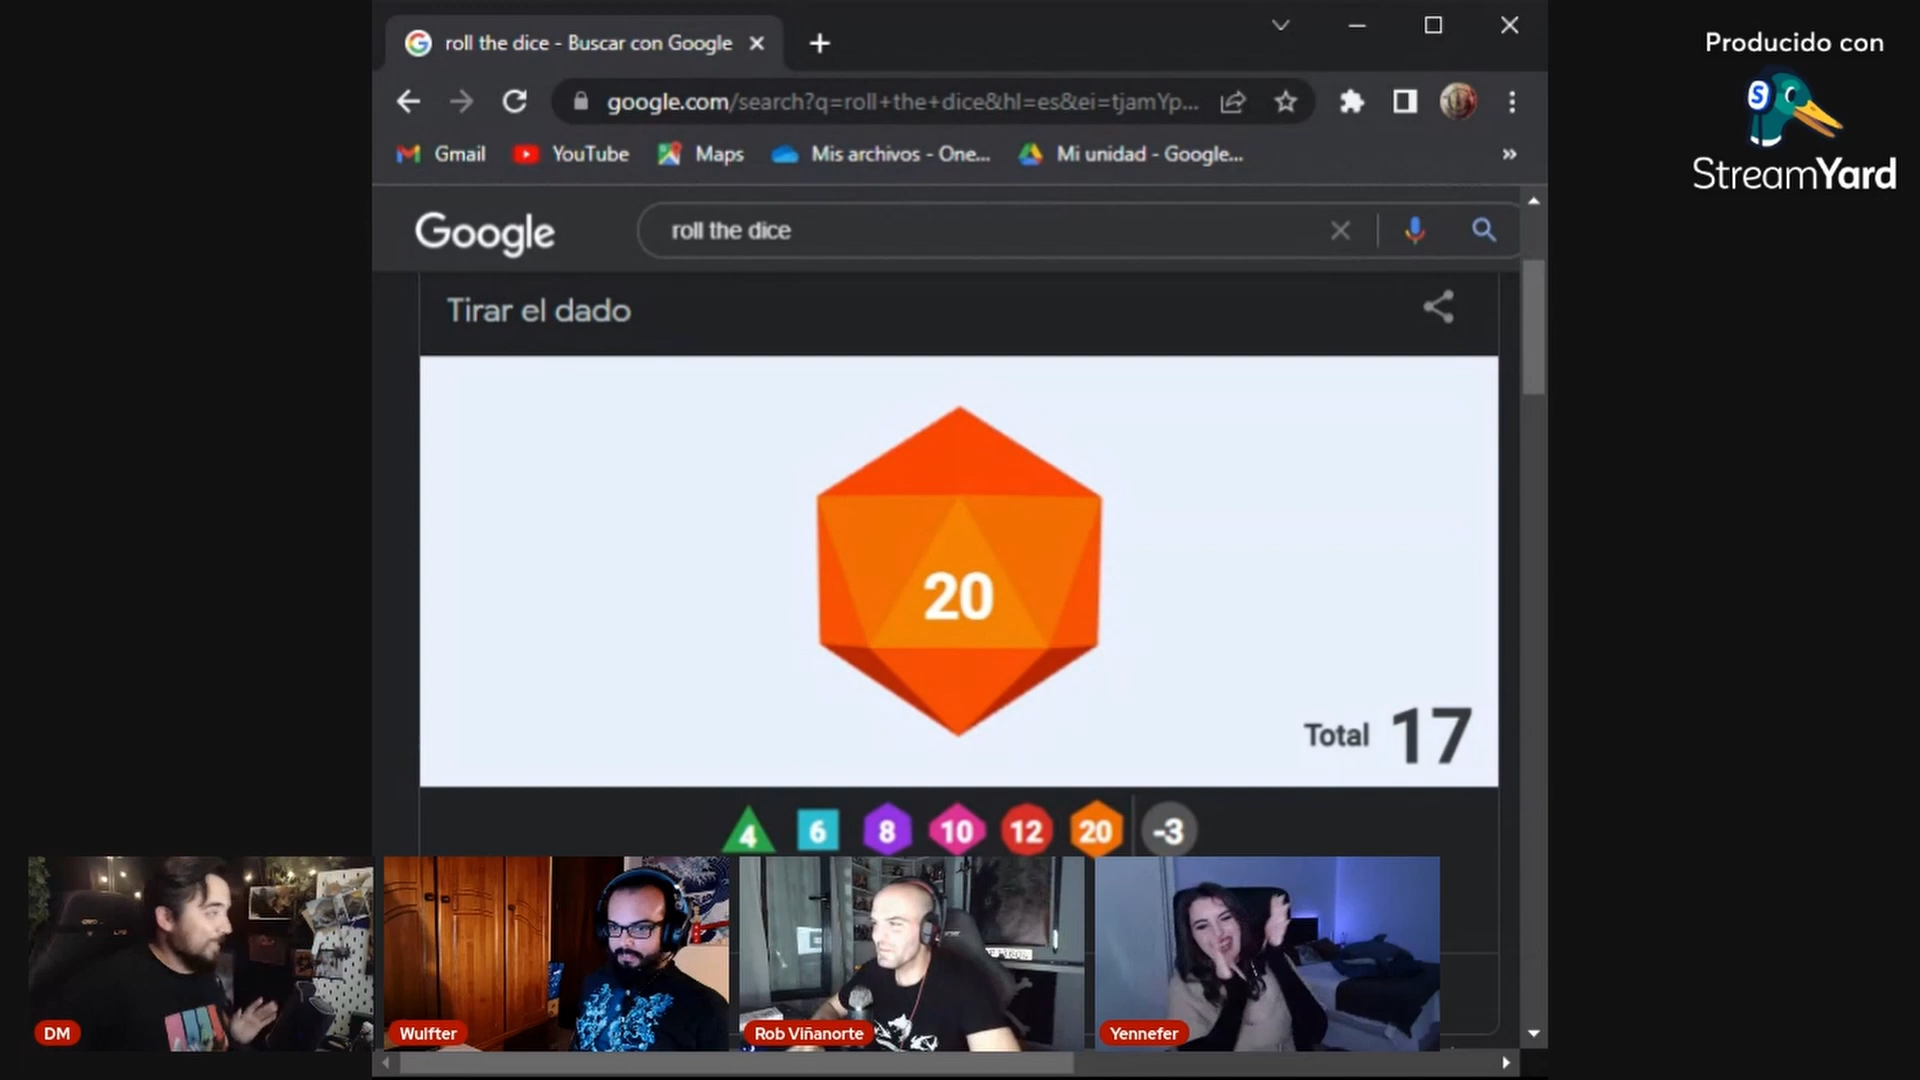 roll the dice - Buscar con Google
google.com/search?q=roll+the+dice&hl=es&ei=tjamYp...
Gmail
YouTube
Maps
Mis archivos - One...
Mi unidad - Google...
»
Google
roll the dice
Tirar el dado
20
Total 17
4
6
8
10
12
20
-3
DM
Wulfter
Rob Viñanorte
Yennefer
Producido con
S
StreamYard